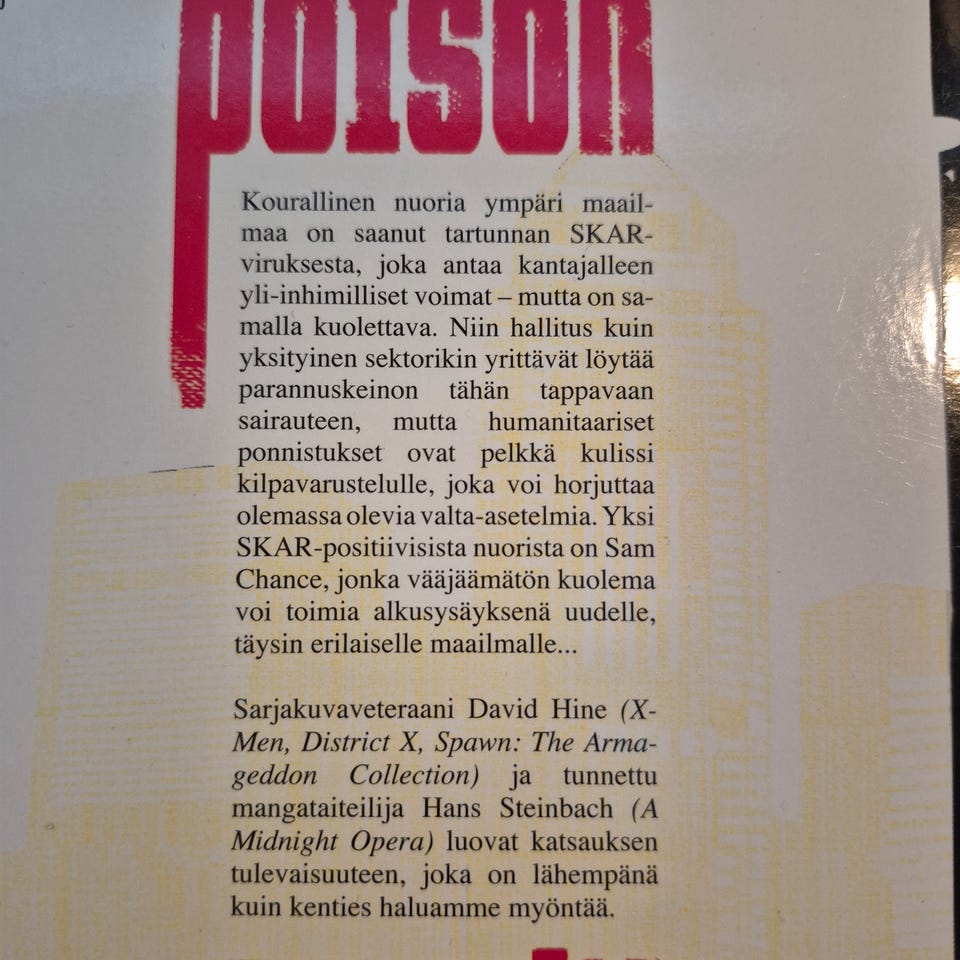 poison
Kourallinen nuoria ympäri maail-
maa on saanut tartunnan SKAR-
viruksesta, joka antaa kantajalleen
yli-inhimilliset voimat – mutta on sa-
malla kuolettava. Niin hallitus kuin
yksityinen sektorikin yrittävät löytää
parannuskeinon tähän tappavaan
sairauteen, mutta humanitaariset
ponnistukset ovat pelkkä kulissi
kilpavarustelulle, joka voi horjuttaa
olemassa olevia valta-asetelmia. Yksi
SKAR-positiivisista nuorista on Sam
Chance, jonka vääjäämätön kuolema
voi toimia alkusysäyksenä uudelle,
täysin erilaiselle maailmalle...
Sarjakuvaveteraani David Hine (X-
Men, District X, Spawn: The Arma-
geddon Collection) ja tunnettu
mangataiteilija Hans Steinbach (A
Midnight Opera) luovat katsauksen
tulevaisuuteen, joka on lähempänä
kuin kenties haluamme myöntää.